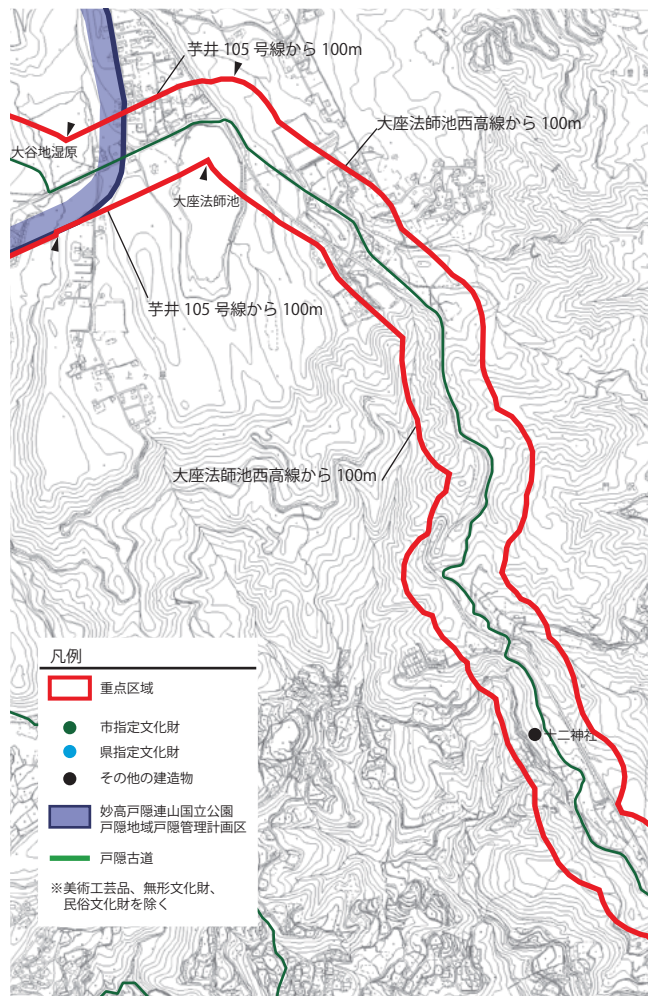 芋井 105 号線から 100m
大座法師池西高線から 100m
大谷地湿原
大座法師池
芋井 105 号線から 100m
大座法師池西高線から 100m
十二神社
凡例
重点区域
市指定文化財
県指定文化財
その他の建造物
妙高戸隠連山国立公園
戸隠地域戸隠管理計画区
戸隠古道
※美術工芸品、無形文化財、
民俗文化財を除く